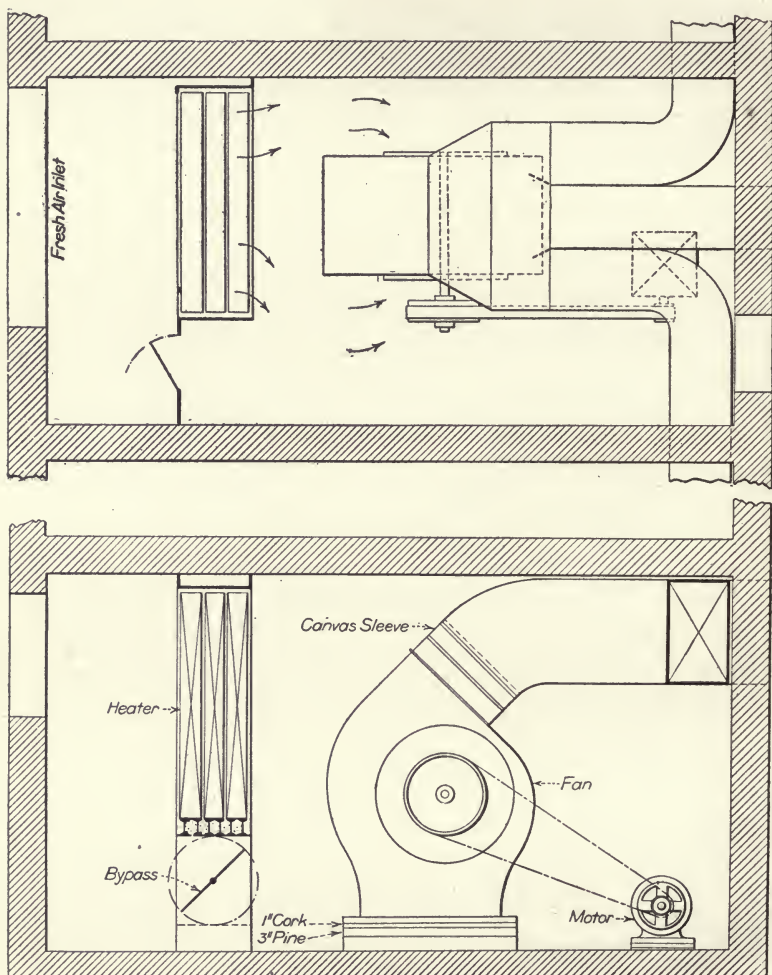 Fresh Air Inlet
Canvas Sleeve
Heater
Fan
Bypass
Motor
1" Cork
3" Pine